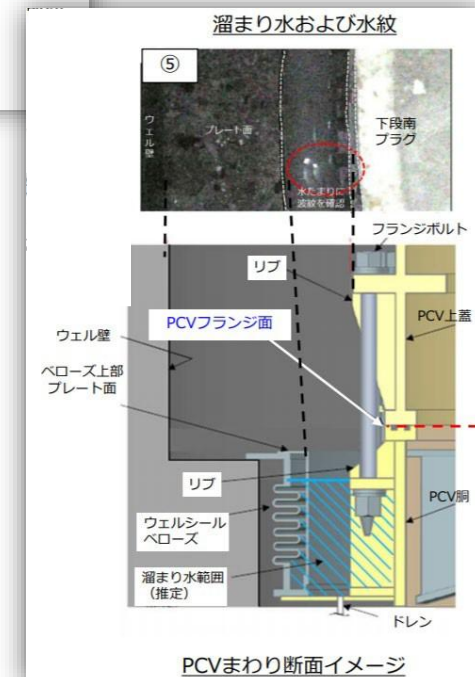 溜まり水および水紋
⑤
ウェル壁
プレート面
下段南
プラグ
水たまりに
波紋を確認
フランジボルト
リブ
PCVフランジ面
PCV上蓋
ウェル壁
ベローズ上部
プレート面
リブ
PCV胴
ウェルシール
ベローズ
溜まり水範囲
(推定)
ドレン
PCVまわり断面イメージ